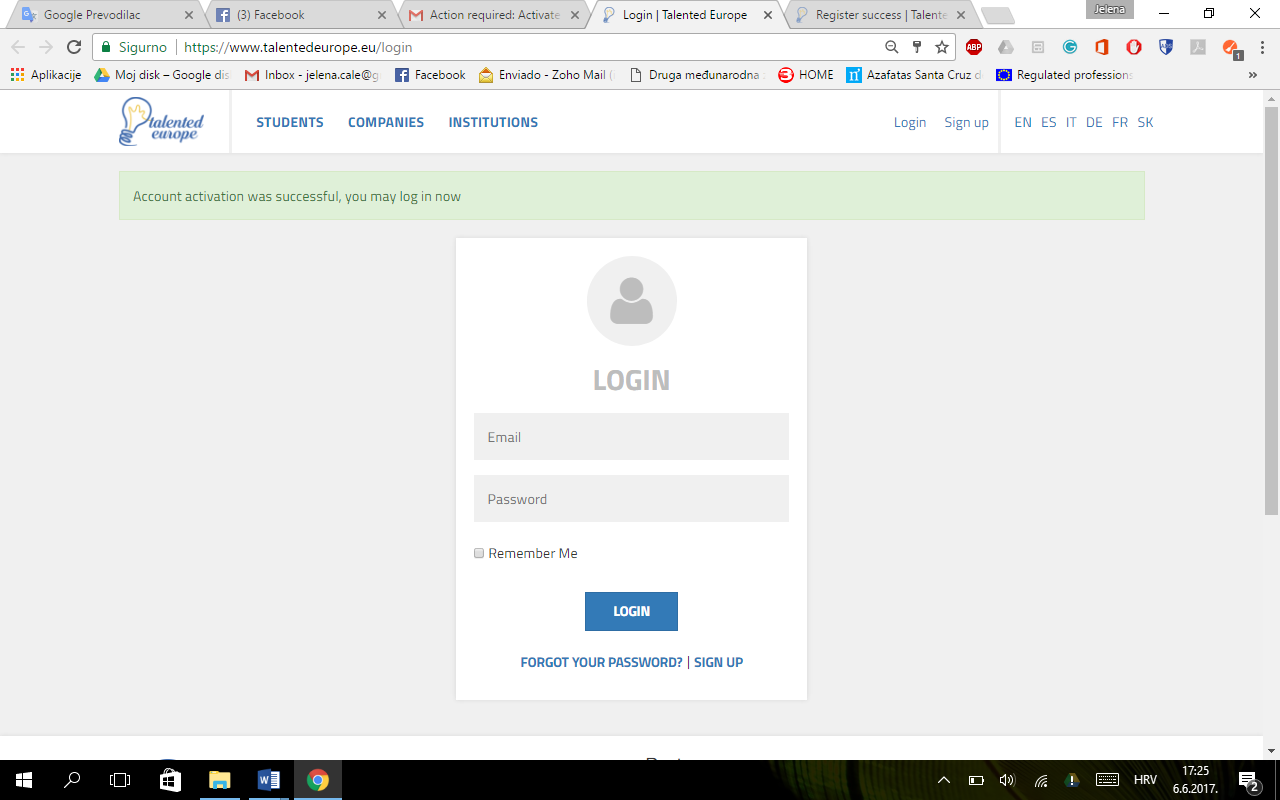 Google Prevodilac
(3) Facebook
Action required: Activate
Login | Talented Europe
Register success | Talente
Jelena
Sigurno
https://www.talentedeurope.eu/login
ABP
1
Aplikacije
Moj disk – Google dis
Inbox - jelena.cale@g
Facebook
Enviado - Zoho Mail (
Druga međunarodna
HOME
Azafatas Santa Cruz d
Regulated professions
»
talented europe
STUDENTS
COMPANIES
INSTITUTIONS
Login
Sign up
EN ES IT DE FR SK
Account activation was successful, you may log in now
LOGIN
Email
Password
Remember Me
LOGIN
FORGOT YOUR PASSWORD? | SIGN UP
HRV
17:25
6.6.2017.
2